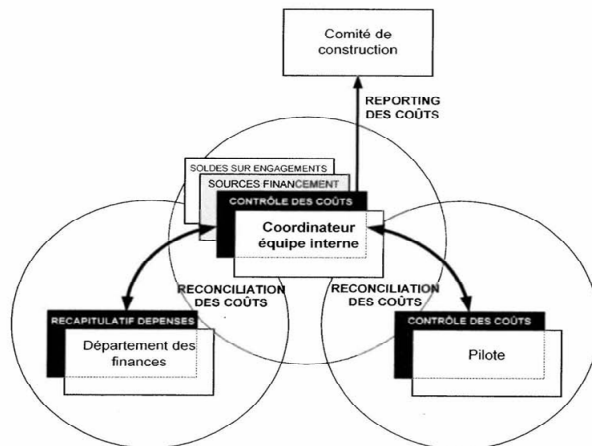 Comité de
construction
REPORTING
DES COÛTS
SOLDES SUR ENGAGEMENTS
SOURCES FINANCEMENT
CONTRÔLE DES COÛTS
Coordinateur
équipe interne
RECONCILIATION
DES COÛTS
RECONCILIATION
DES COÛTS
RECAPITULATIF DEPENSES
Département des
finances
CONTRÔLE DES COÛTS
Pilote